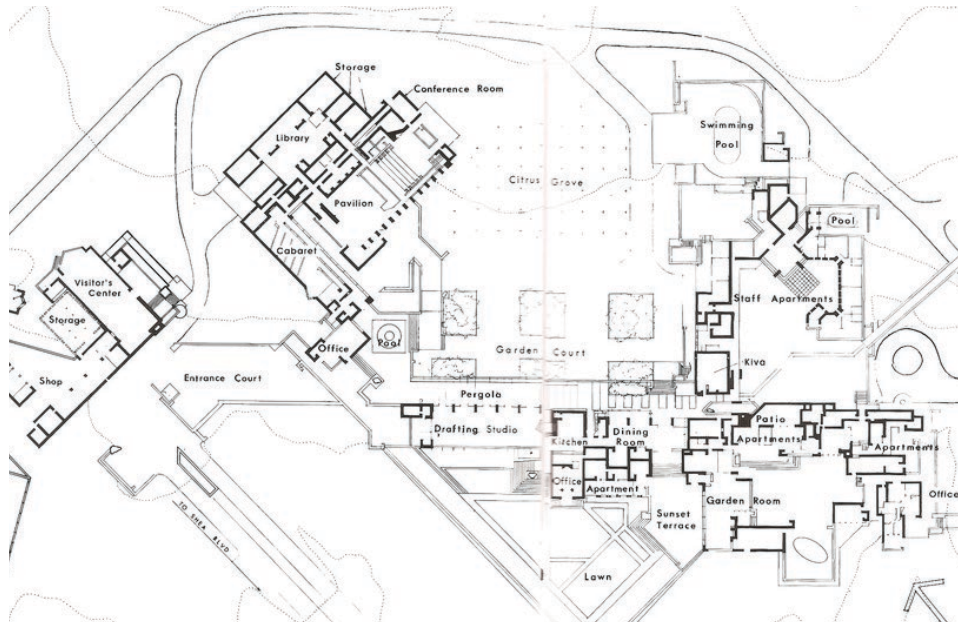 Storage
Conference Room
Library
Pavilion
Cabaret
Swimming
Pool
Citrus Grove
Pool
Staff Apartments
Visitor's
Center
Storage
Shop
Office
Pool
Entrance Court
Garden Court
Kiva
Pergola
Drafting Studio
Kitchen
Dining
Room
Patio
Apartments
Apartments
Office
Apartment
Garden Room
Office
Sunset
Terrace
Lawn
TO SHEA BLVD